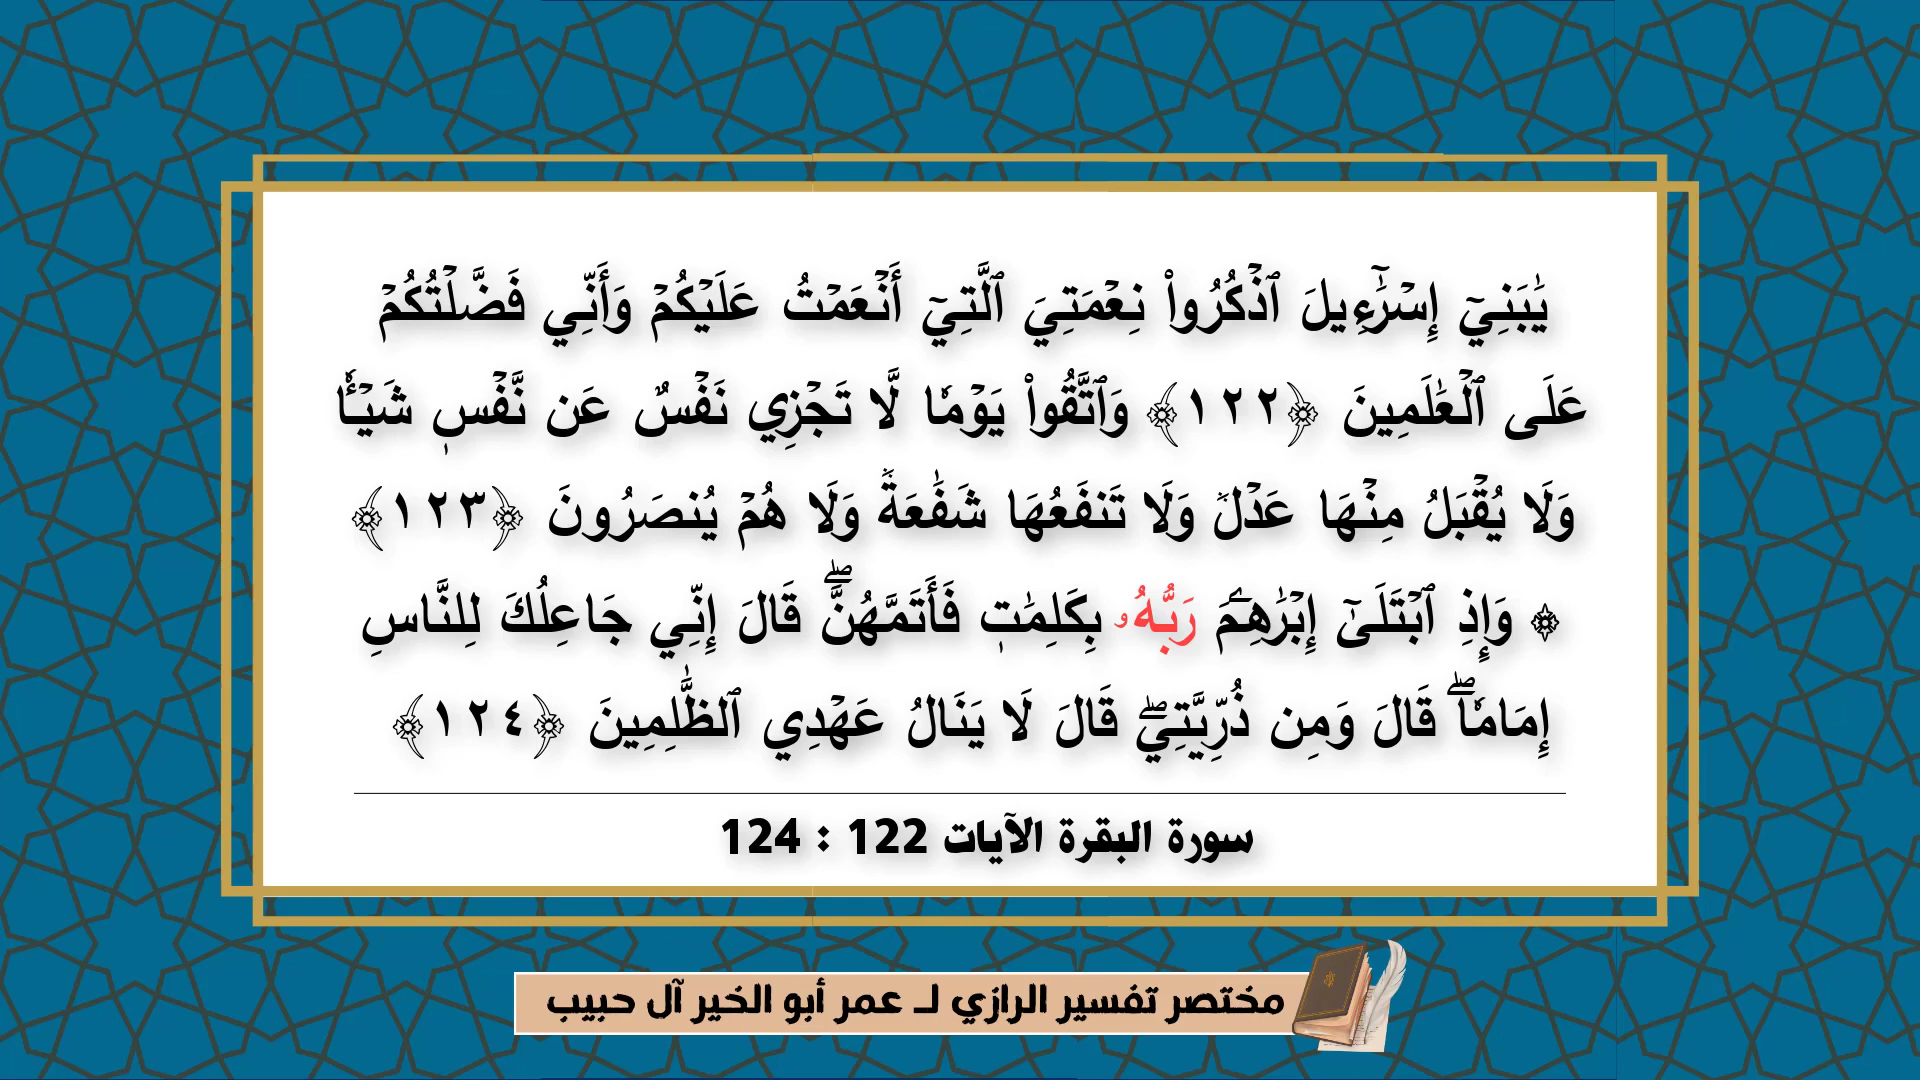 يَٰبَنِيٓ إِسۡرَٰٓءِيلَ ٱذۡكُرُواْ نِعۡمَتِيَ ٱلَّتِيٓ أَنۡعَمۡتُ عَلَيۡكُمۡ وَأَنِّي فَضَّلۡتُكُمۡ
عَلَى ٱلۡعَٰلَمِينَ ﴿١٢٢﴾ وَٱتَّقُواْ يَوۡمٗا لَّا تَجۡزِي نَفۡسٌ عَن نَّفۡسٖ شَيۡـٔٗا
وَلَا يُقۡبَلُ مِنۡهَا عَدۡلٞ وَلَا تَنفَعُهَا شَفَٰعَةٞ وَلَا هُمۡ يُنصَرُونَ ﴿١٢٣﴾
۞ وَإِذِ ٱبۡتَلَىٰٓ إِبۡرَٰهِـۧمَ رَبُّهُۥ بِكَلِمَٰتٖ فَأَتَمَّهُنَّۖ قَالَ إِنِّي جَاعِلُكَ لِلنَّاسِ
إِمَامٗاۖ قَالَ وَمِن ذُرِّيَّتِيۖ قَالَ لَا يَنَالُ عَهۡدِي ٱلظَّٰلِمِينَ ﴿١٢٤﴾
سورة البقرة الآيات 122 : 124
مختصر تفسير الرازي لـ عمر أبو الخير آل حبيب